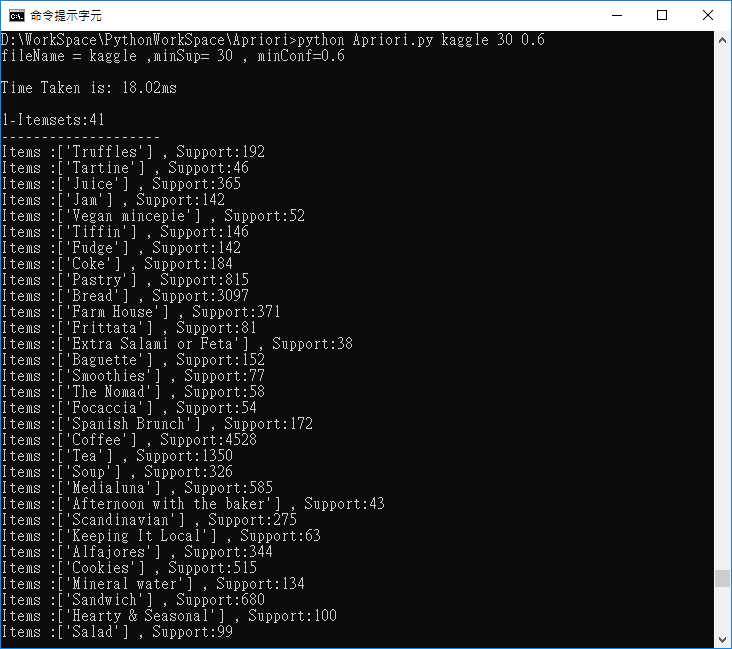 命令提示字元
D:\WorkSpace\PythonWorkSpace\Apriori>python Apriori.py kaggle 30 0.6
fileName = kaggle ,minSup= 30 , minConf=0.6
Time Taken is: 18.02ms
1-Itemsets:41
--------------------
Items :['Truffles'] , Support:192
Items :['Tartine'] , Support:46
Items :['Juice'] , Support:365
Items :['Jam'] , Support:142
Items :['Vegan mincepie'] , Support:52
Items :['Tiffin'] , Support:146
Items :['Fudge'] , Support:142
Items :['Coke'] , Support:184
Items :['Pastry'] , Support:815
Items :['Bread'] , Support:3097
Items :['Farm House'] , Support:371
Items :['Frittata'] , Support:81
Items :['Extra Salami or Feta'] , Support:38
Items :['Baguette'] , Support:152
Items :['Smoothies'] , Support:77
Items :['The Nomad'] , Support:58
Items :['Focaccia'] , Support:54
Items :['Spanish Brunch'] , Support:172
Items :['Coffee'] , Support:4528
Items :['Tea'] , Support:1350
Items :['Soup'] , Support:326
Items :['Medialuna'] , Support:585
Items :['Afternoon with the baker'] , Support:43
Items :['Scandinavian'] , Support:275
Items :['Keeping It Local'] , Support:63
Items :['Alfajores'] , Support:344
Items :['Cookies'] , Support:515
Items :['Mineral water'] , Support:134
Items :['Sandwich'] , Support:680
Items :['Hearty & Seasonal'] , Support:100
Items :['Salad'] , Support:99